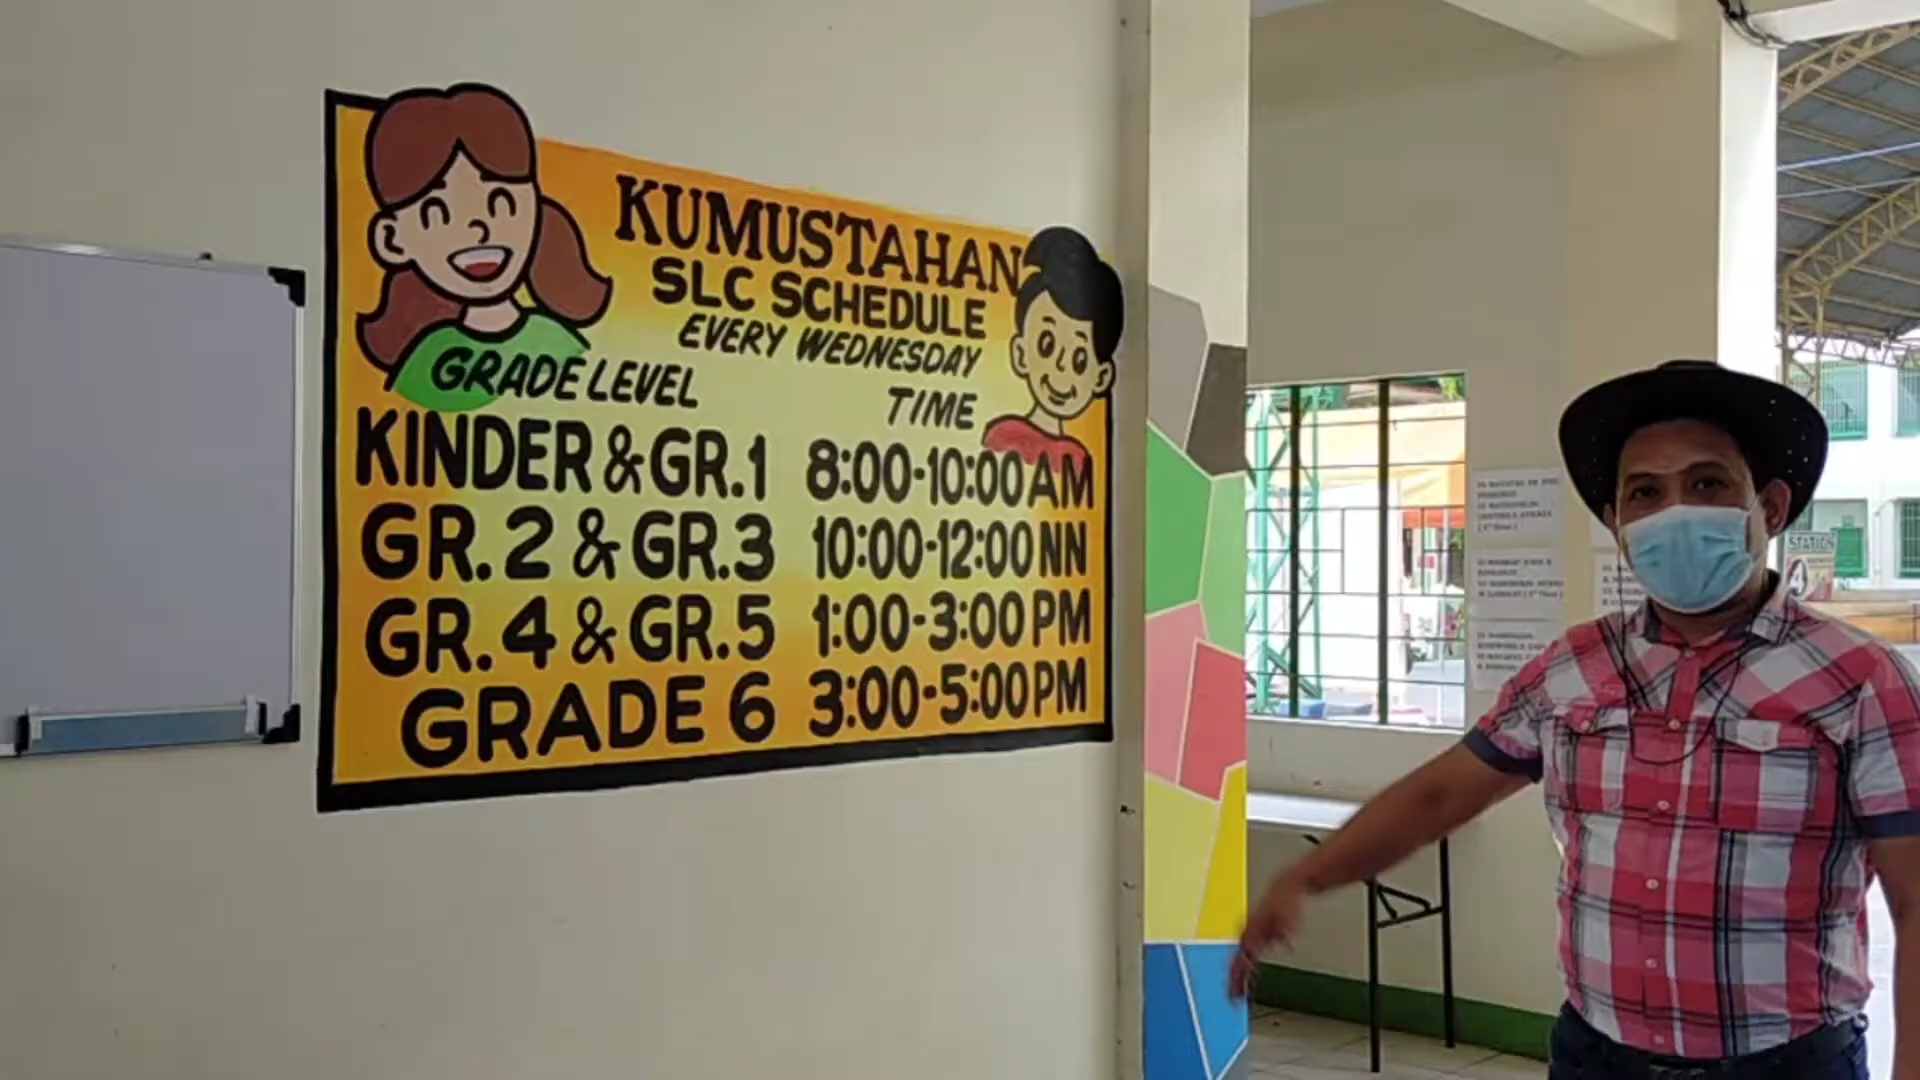 KUMUSTAHAN
SLC SCHEDULE
EVERY WEDNESDAY
GRADE LEVEL TIME
KINDER & GR.1 8:00-10:00 AM
GR. 2 & GR.3 10:00-12:00 NN
GR. 4 & GR.5 1:00-3:00 PM
GRADE 6 3:00-5:00 PM
STATION